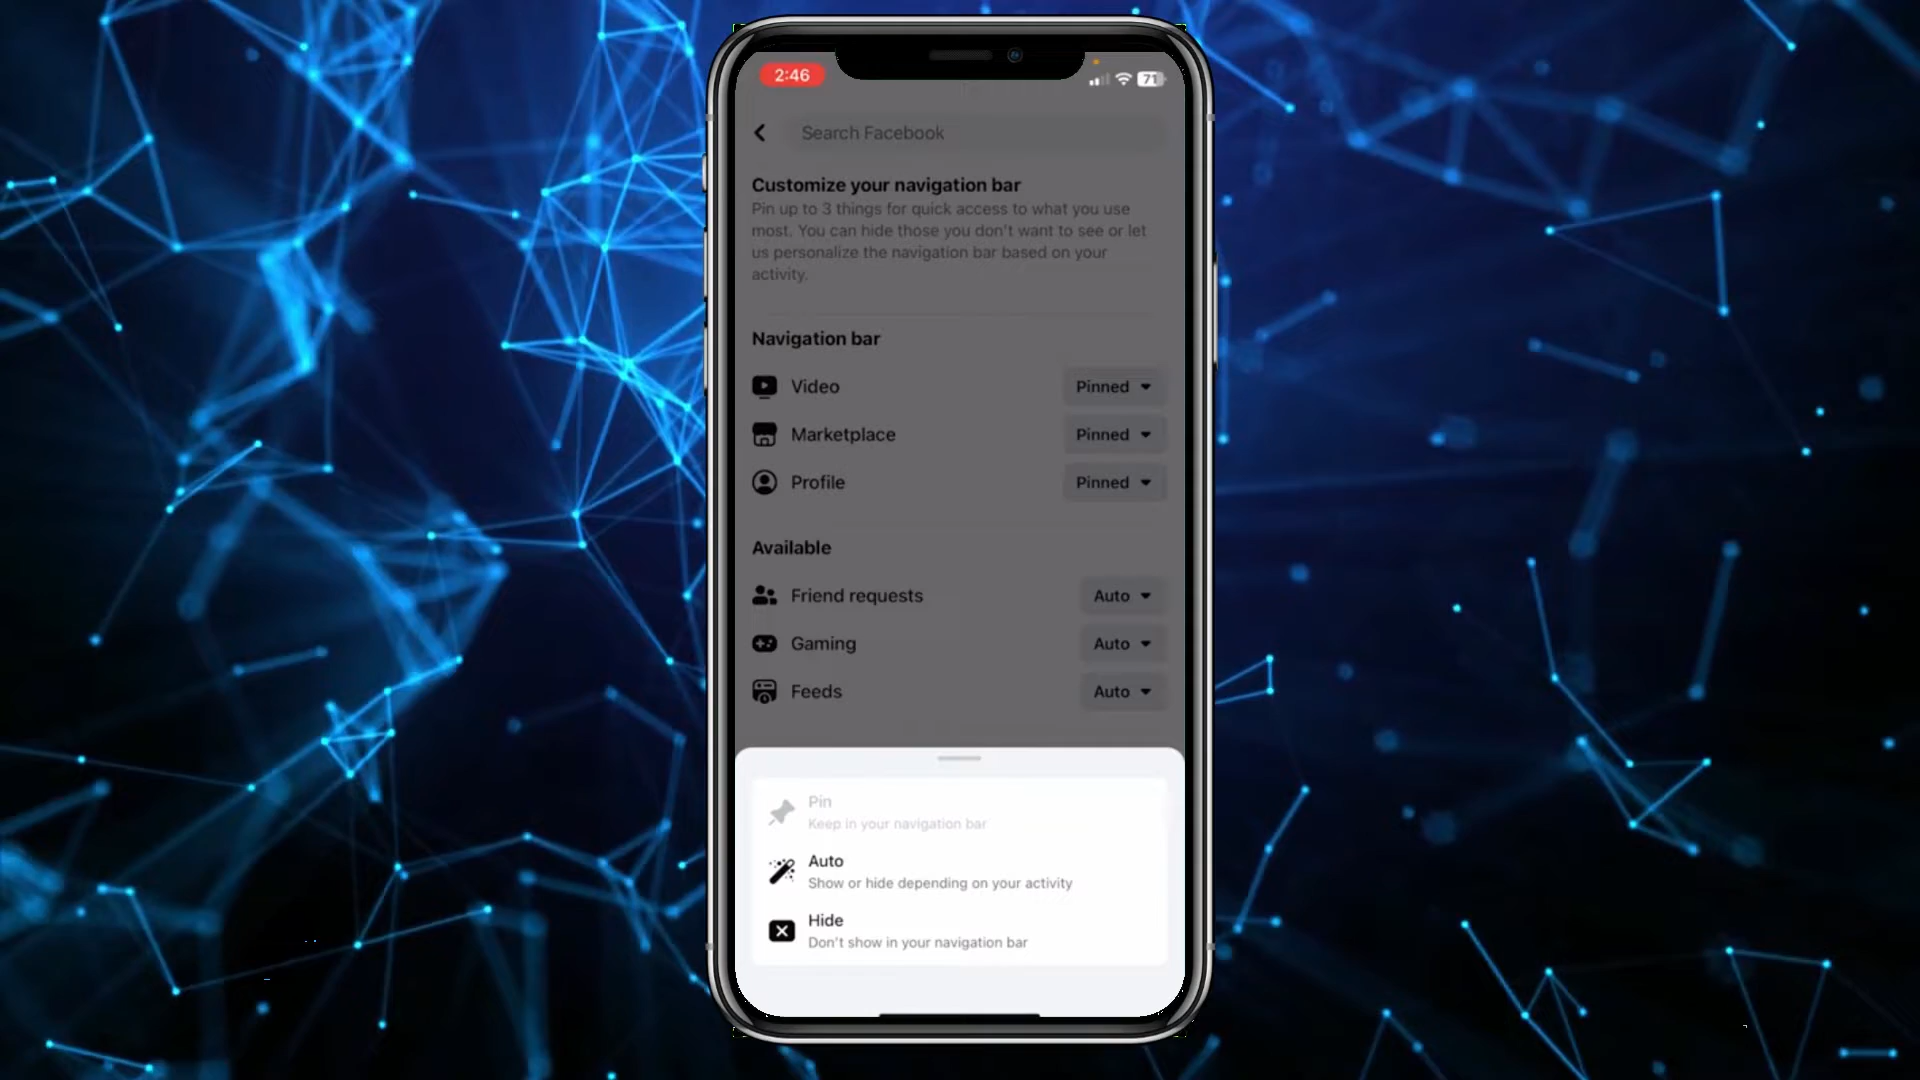 2:46
71
Search Facebook
Customize your navigation bar
Pin up to 3 things for quick access to what you use
most. You can hide those you don't want to see or let
us personalize the navigation bar based on your
activity.
Navigation bar
Video Pinned
Marketplace Pinned
Profile Pinned
Available
Friend requests Auto
Gaming Auto
Feeds Auto
Pin
Keep in your navigation bar
Auto
Show or hide depending on your activity
Hide
Don't show in your navigation bar